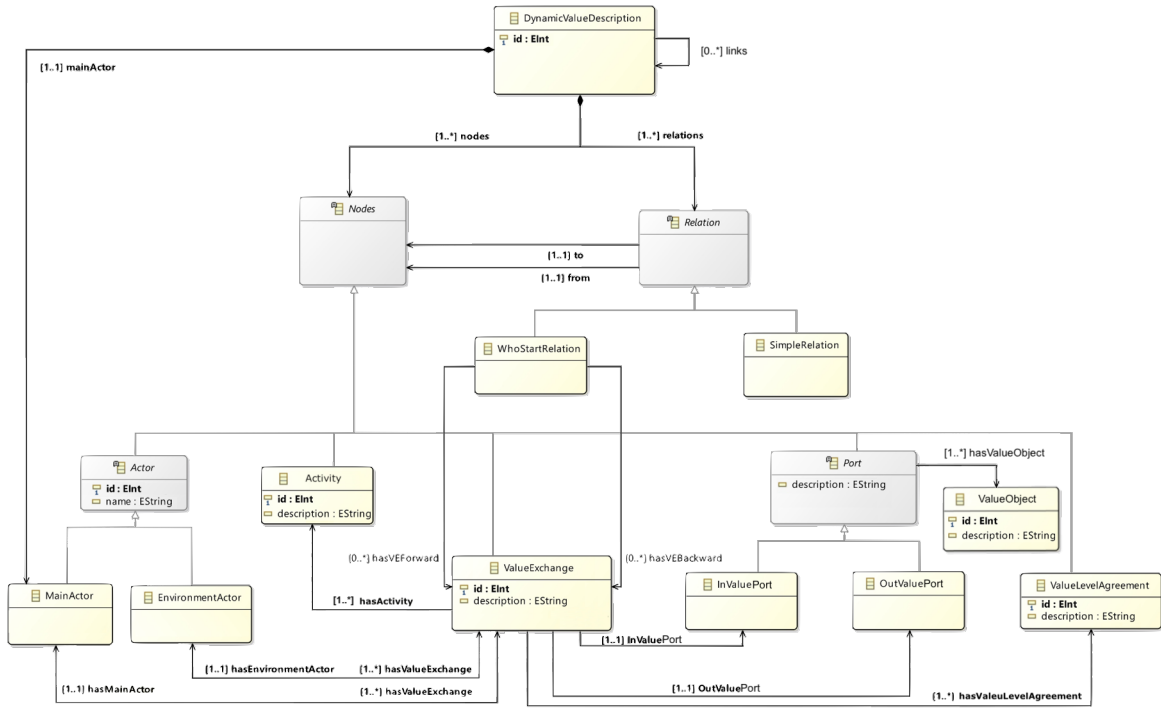 DynamicValueDescription
id : EInt
[0..*] links
[1..1] mainActor
[1..*] nodes
[1..*] relations
Nodes
Relation
[1..1] to
[1..1] from
WhoStartRelation
SimpleRelation
Actor
id : EInt
name : EString
Activity
id : EInt
description : EString
Port
description : EString
[1..*] hasValueObject
ValueObject
id : EInt
description : EString
[0..*] hasVEForward
[0..*] hasVEBackward
MainActor
EnvironmentActor
ValueExchange
id : EInt
description : EString
InValuePort
OutValuePort
ValueLevelAgreement
id : EInt
description : EString
[1..*] hasActivity
[1..1] InValuePort
[1..1] hasEnvironmentActor
[1..*] hasValueExchange
[1..1] hasMainActor
[1..*] hasValueExchange
[1..1] OutValuePort
[1..*] hasValeuLevelAgreement